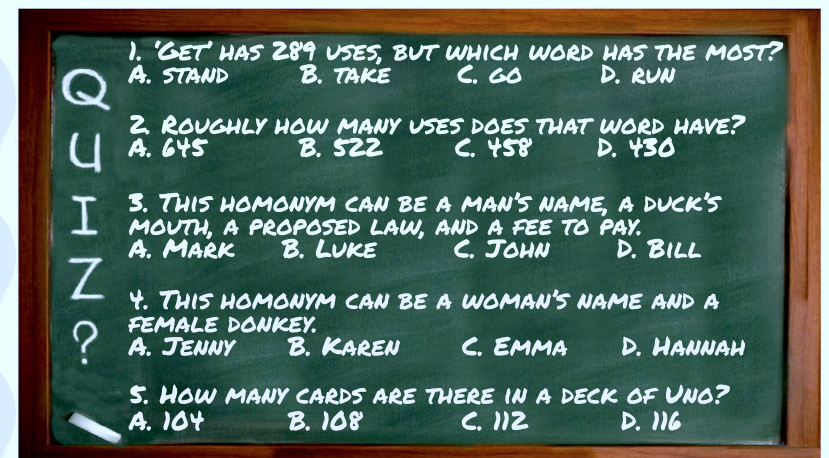 QUIZ?
1. 'Get' has 289 uses, but which word has the most?
A. stand B. take C. go D. run
2. Roughly how many uses does that word have?
A. 645 B. 522 C. 458 D. 430
3. This homonym can be a man's name, a duck's
mouth, a proposed law, and a fee to pay.
A. Mark B. Luke C. John D. Bill
4. This homonym can be a woman's name and a
female donkey.
A. Jenny B. Karen C. Emma D. Hannah
5. How many cards are there in a deck of Uno?
A. 104 B. 108 C. 112 D. 116